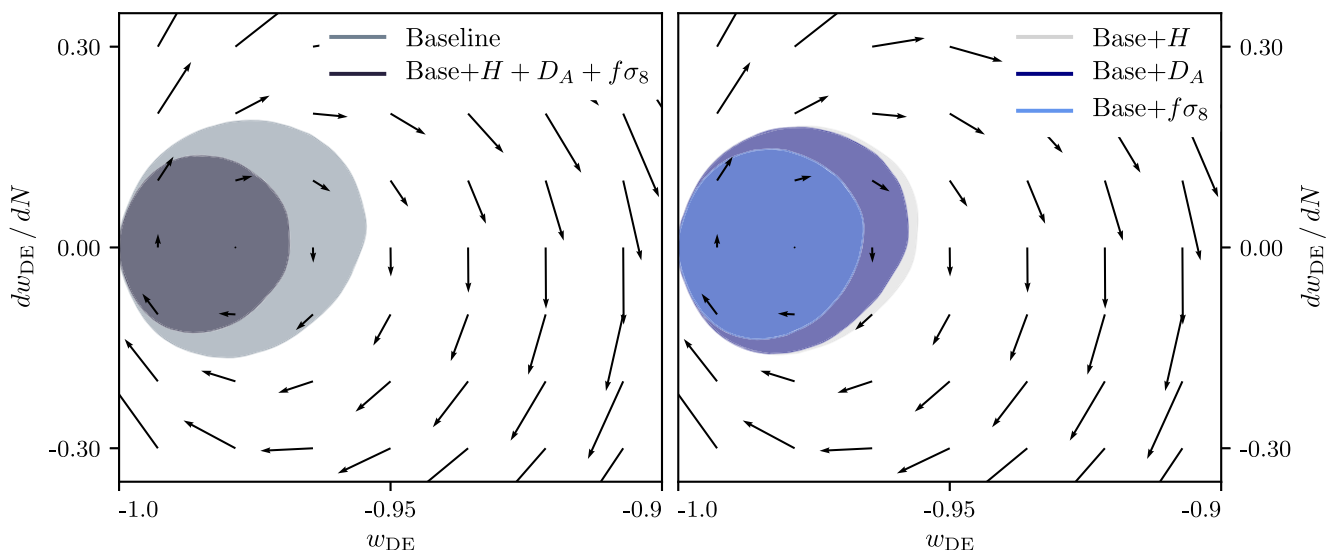 Baseline
Base+H + D_A + fσ_8
0.30
0.00
-0.30
dw_DE / dN
-1.0
-0.95
-0.9
w_DE
Base+H
Base+D_A
Base+fσ_8
0.30
0.00
-0.30
dw_DE / dN
-1.0
-0.95
-0.9
w_DE